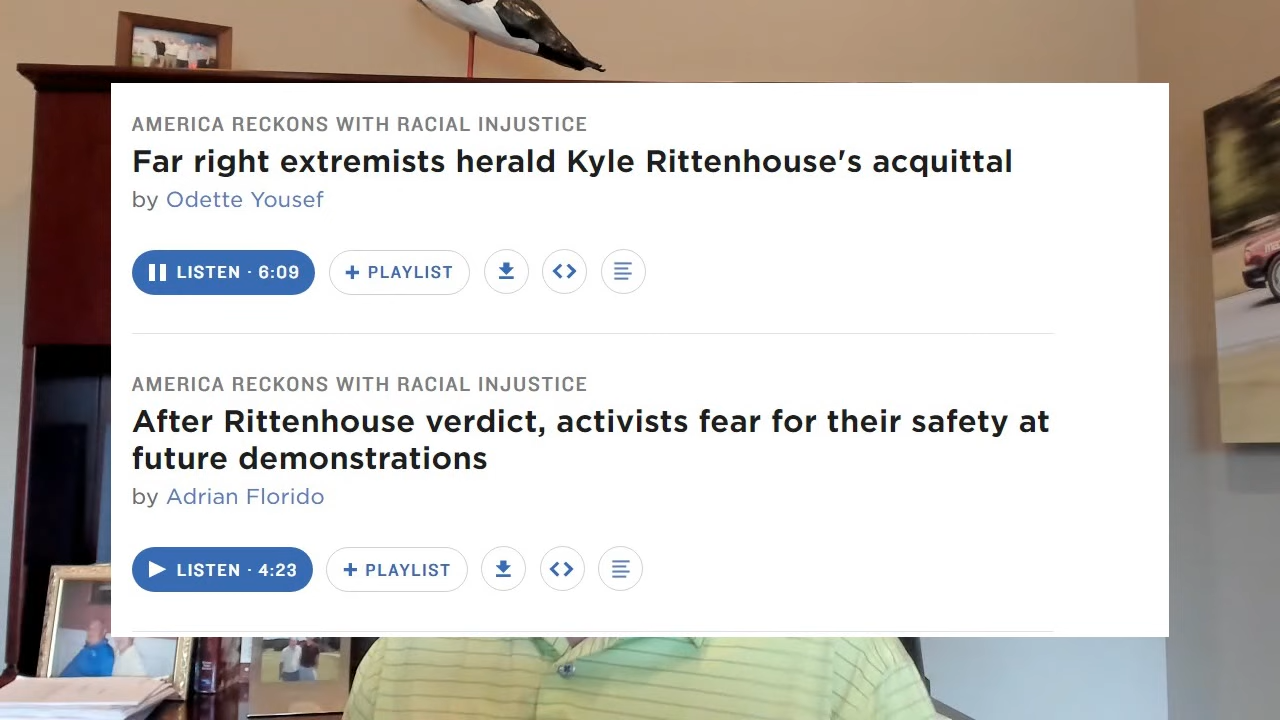 AMERICA RECKONS WITH RACIAL INJUSTICE
Far right extremists herald Kyle Rittenhouse's acquittal
by Odette Yousef
LISTEN · 6:09
+ PLAYLIST
AMERICA RECKONS WITH RACIAL INJUSTICE
After Rittenhouse verdict, activists fear for their safety at
future demonstrations
by Adrian Florido
LISTEN · 4:23
+ PLAYLIST